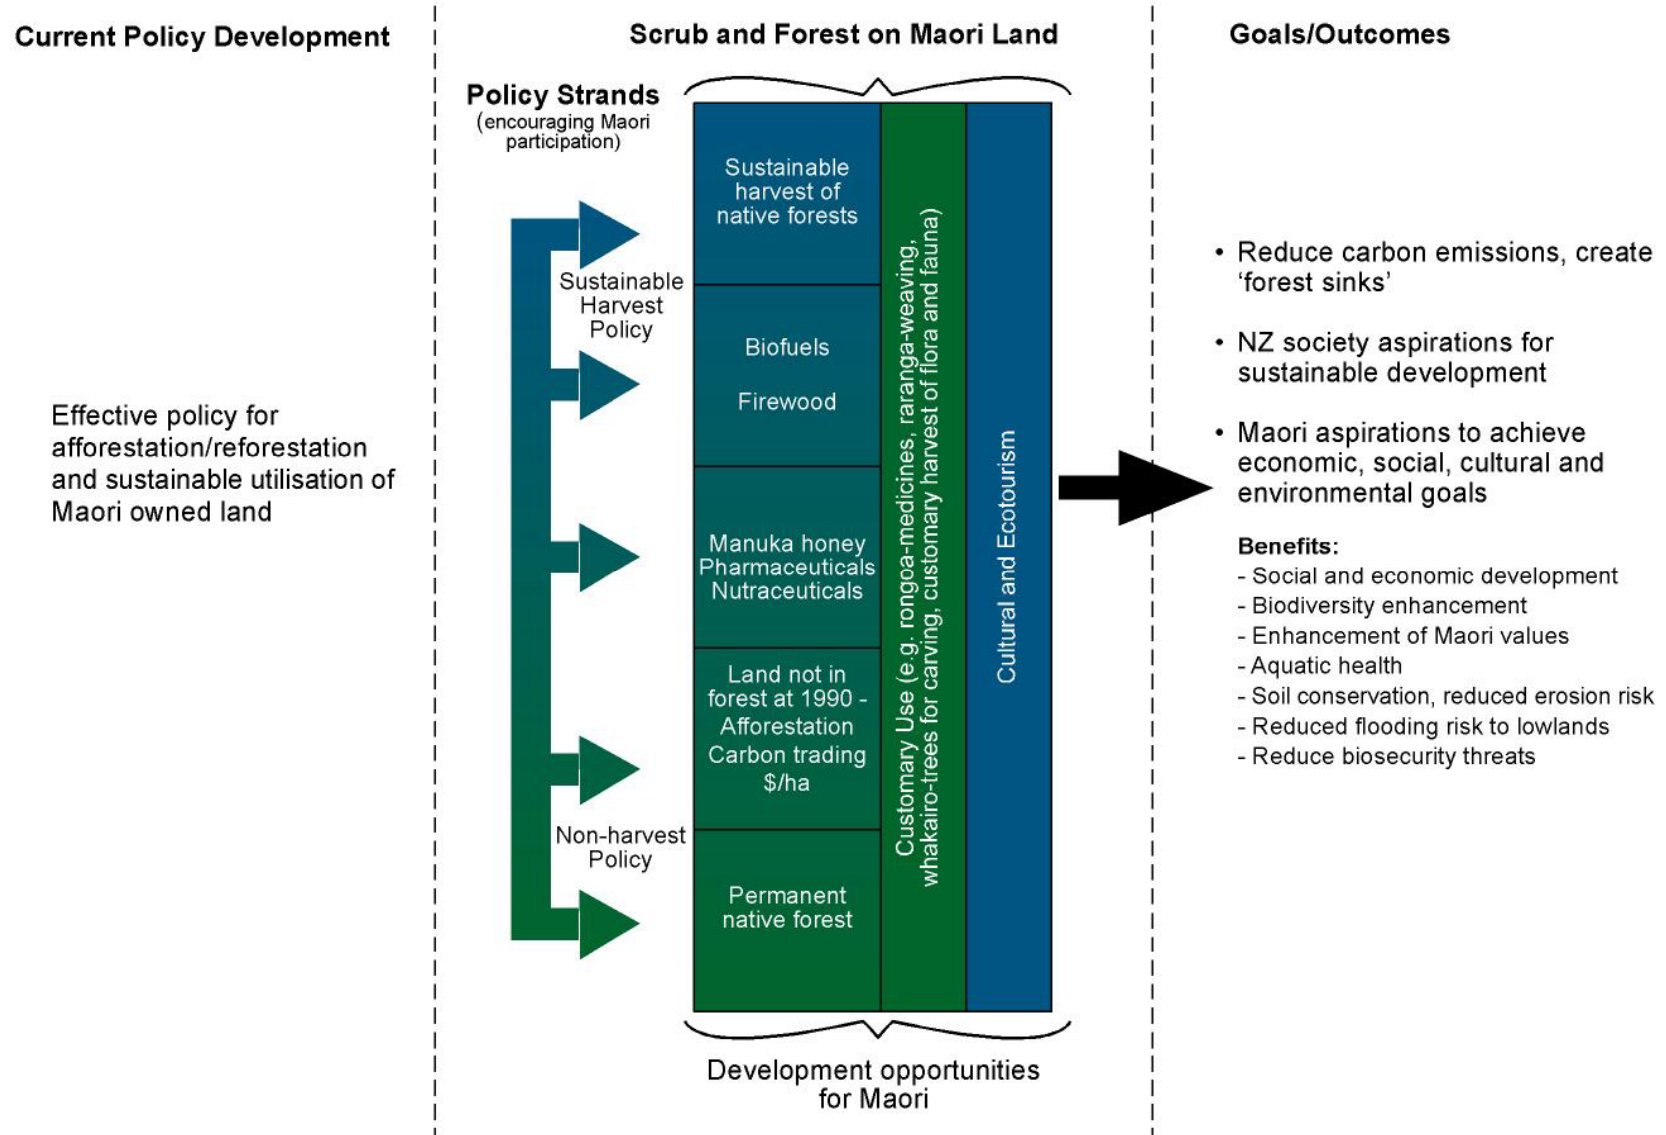 Current Policy Development
Effective policy for
afforestation/reforestation
and sustainable utilisation of
Maori owned land
Scrub and Forest on Maori Land
Policy Strands
(encouraging Maori
participation)
Sustainable
Harvest
Policy
Non-harvest
Policy
Sustainable
harvest of
native forests
Biofuels
Firewood
Manuka honey
Pharmaceuticals
Nutraceuticals
Land not in
forest at 1990 -
Afforestation
Carbon trading
$/ha
Permanent
native forest
Customary Use (e.g. rongoa-medicines, raranga-weaving,
whakairo-trees for carving, customary harvest of flora and fauna)
Cultural and Ecotourism
Development opportunities
for Maori
Goals/Outcomes
• Reduce carbon emissions, create
‘forest sinks’
• NZ society aspirations for
sustainable development
• Maori aspirations to achieve
economic, social, cultural and
environmental goals
Benefits:
- Social and economic development
- Biodiversity enhancement
- Enhancement of Maori values
- Aquatic health
- Soil conservation, reduced erosion risk
- Reduced flooding risk to lowlands
- Reduce biosecurity threats